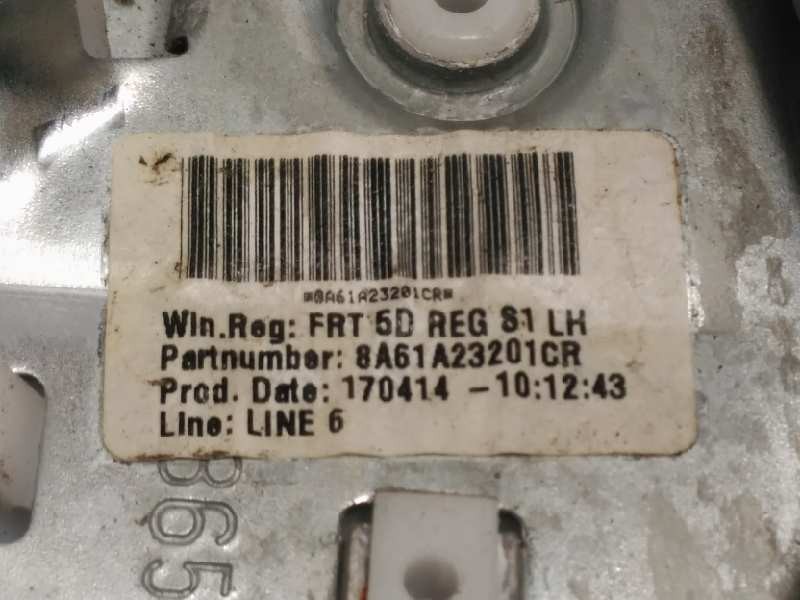 *8A61A23201CR*
Win.Reg: FRT 5D REG S1 LH
Partnumber: 8A61A23201CR
Prod. Date: 170414 - 10:12:43
Line: LINE 6
865